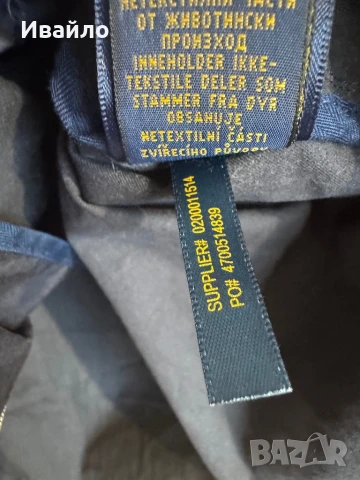 Ивайло
НЕТЕКСТИЛНИ ЧАСТИ
ОТ ЖИВОТИНСКИ
ПРОИЗХОД
INNEHOLDER IKKE-
TEKSTILE DELER SOM
STAMMER FRA DYR
OBSAHUJE
NETEXTILNÍ ČÁSTI
ZVÍŘECÍHO PŮVODU
SUPPLIER# 0200011514
PO# 4700514839
BAZAR